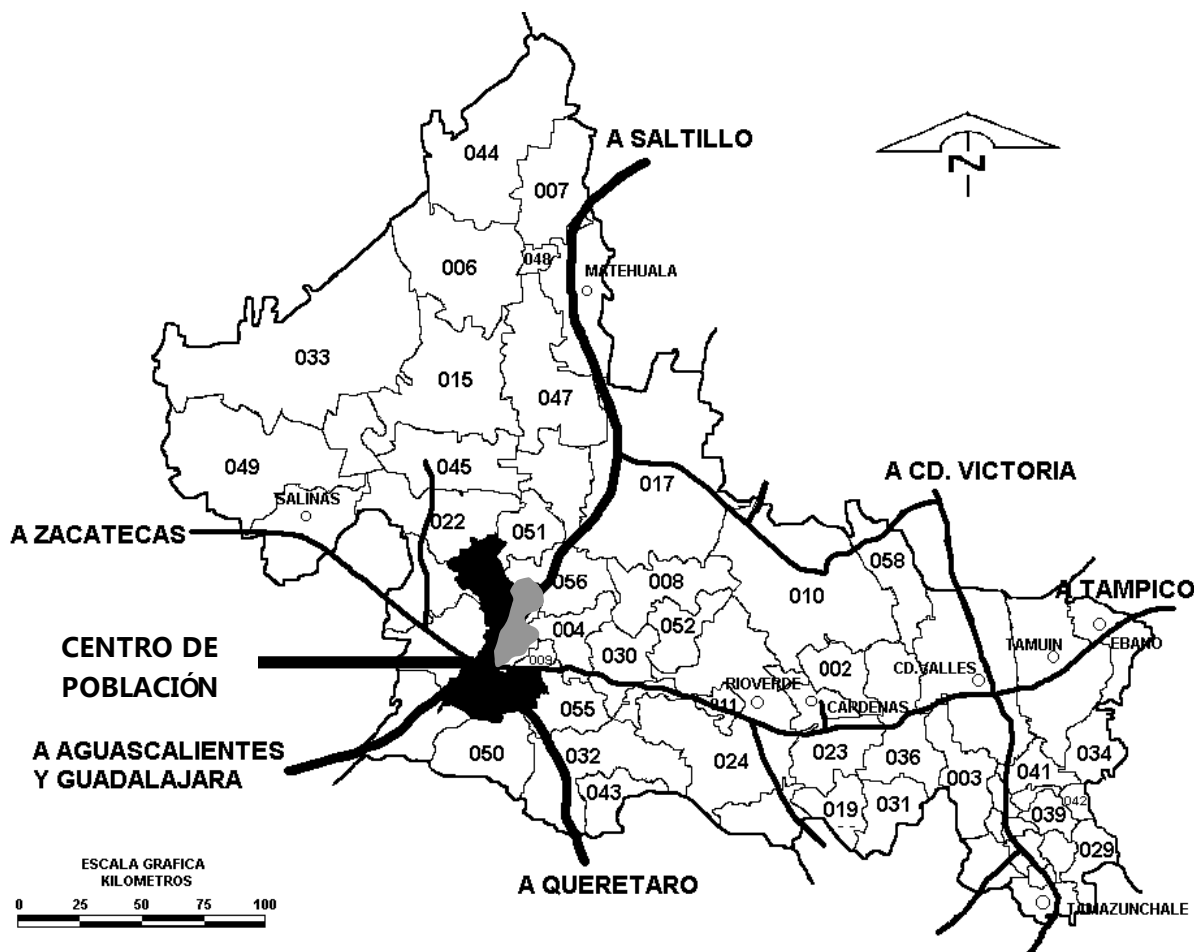 A SALTILLO
044
007
N
048
006
MATEHUALA
033
015
047
049
045
017
A CD. VICTORIA
SALINAS
022
051
A ZACATECAS
058
056
008
010
A TAMPICO
004
052
EBANO
TAMUIN
CENTRO DE
POBLACIÓN
009
030
002
CD.VALLES
RIOVERDE
055
011
CARDENAS
A AGUASCALIENTES
Y GUADALAJARA
050
032
024
023
036
003
041
034
043
019
031
039
042
029
A QUERETARO
TAMAZUNCHALE
ESCALA GRAFICA
KILOMETROS
0 25 50 75 100